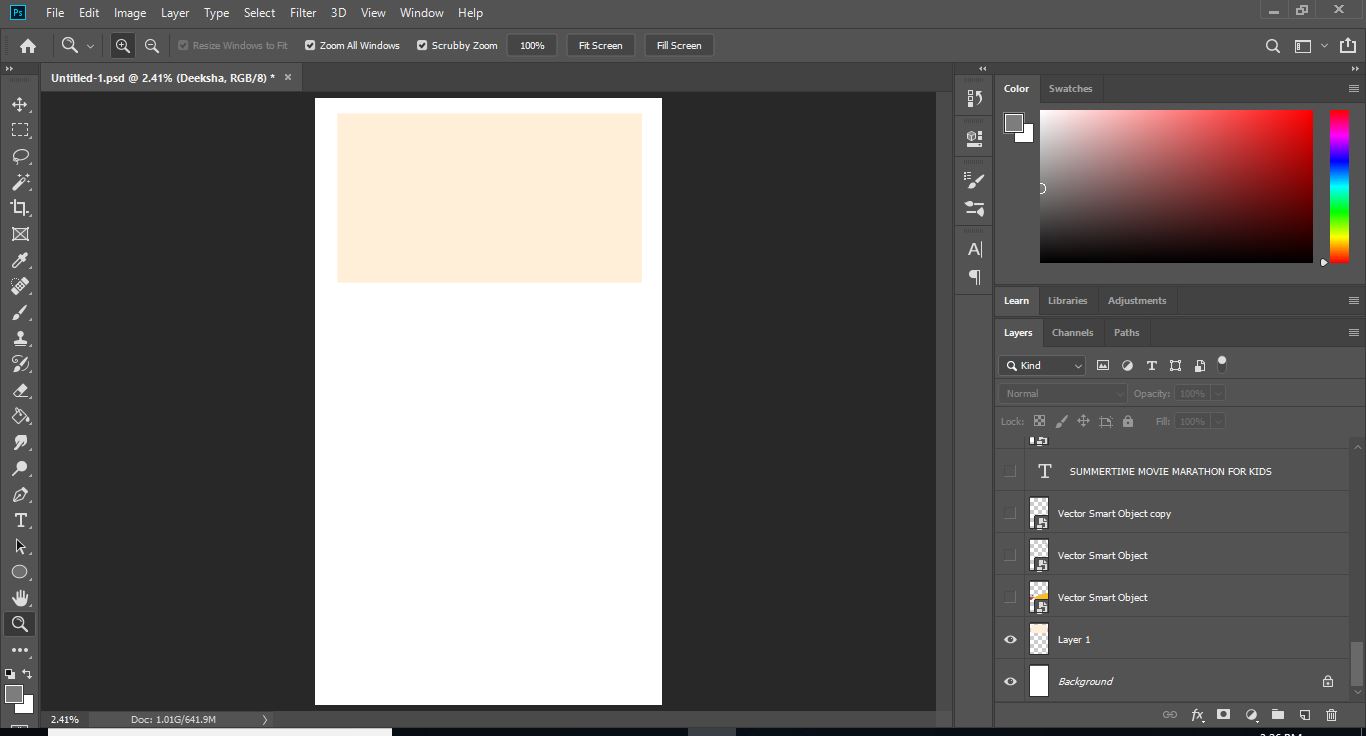 Ps File Edit Image Layer Type Select Filter 3D View Window Help
Resize Windows to Fit Zoom All Windows Scrubby Zoom 100% Fit Screen Fill Screen
Untitled-1.psd @ 2.41% (Deeksha, RGB/8) * ×
Color Swatches
A
T
Learn Libraries Adjustments
Layers Channels Paths
Kind T
Normal Opacity: 100%
Lock: Fill: 100%
T SUMMERTIME MOVIE MARATHON FOR KIDS
Vector Smart Object copy
Vector Smart Object
Vector Smart Object
Layer 1
Background
fx
2.41% Doc: 1.01G/641.9M